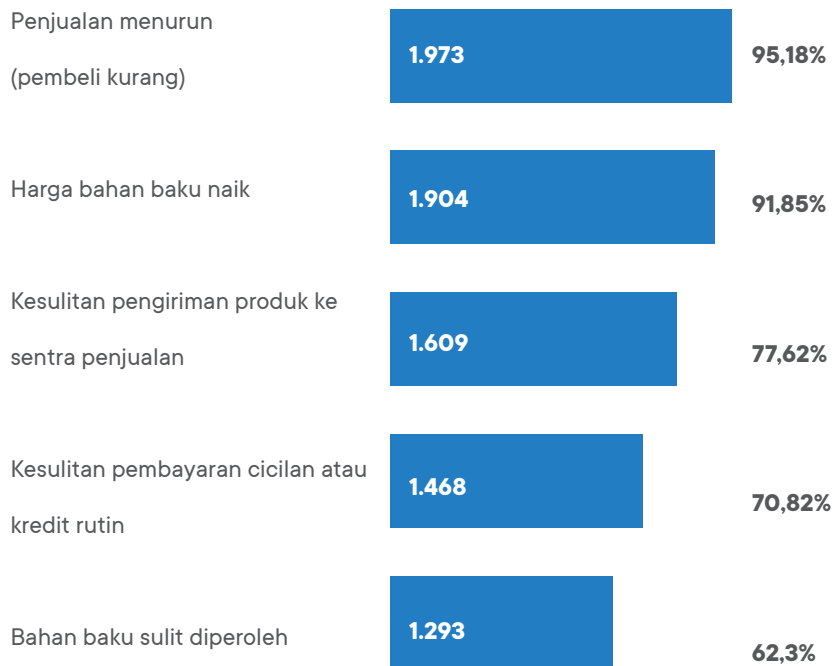 Penjualan menurun
(pembeli kurang)
1.973
95,18%
Harga bahan baku naik
1.904
91,85%
Kesulitan pengiriman produk ke
sentra penjualan
1.609
77,62%
Kesulitan pembayaran cicilan atau
kredit rutin
1.468
70,82%
Bahan baku sulit diperoleh
1.293
62,3%